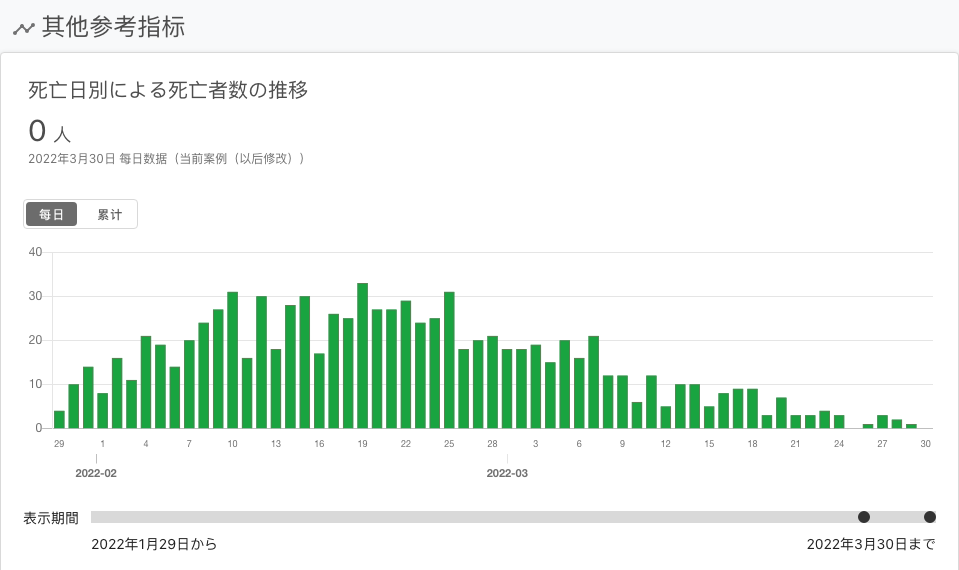 其他参考指标
死亡日別による死亡者数の推移
0 人
2022年3月30日 每日数据（当前案例（以后修改））
每日 累计
40
30
20
10
0
29 1 4 7 10 13 16 19 22 25 28 3 6 9 12 15 18 21 24 27 30
2022-02 2022-03
表示期間
2022年1月29日から 2022年3月30日まで